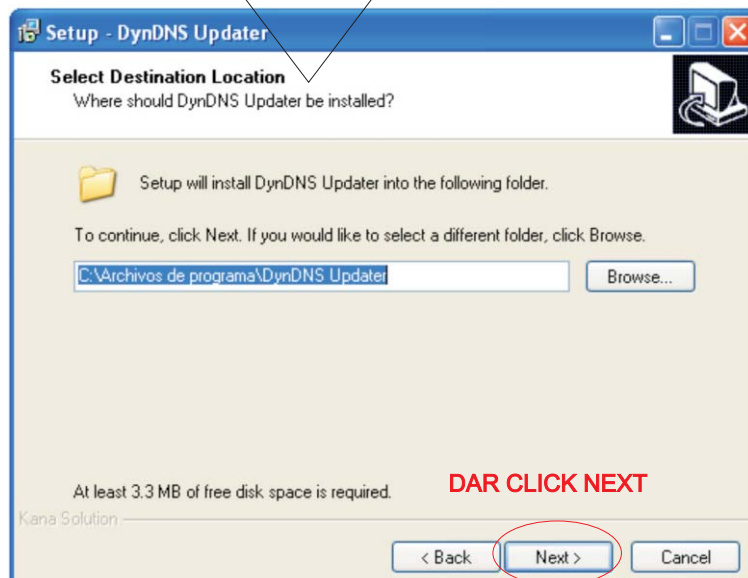 Setup - DynDNS Updater
Select Destination Location
Where should DynDNS Updater be installed?
Setup will install DynDNS Updater into the following folder.
To continue, click Next. If you would like to select a different folder, click Browse.
C:\Archivos de programa\DynDNS Updater
Browse...
At least 3.3 MB of free disk space is required.
DAR CLICK NEXT
Kana Solution
< Back
Next >
Cancel